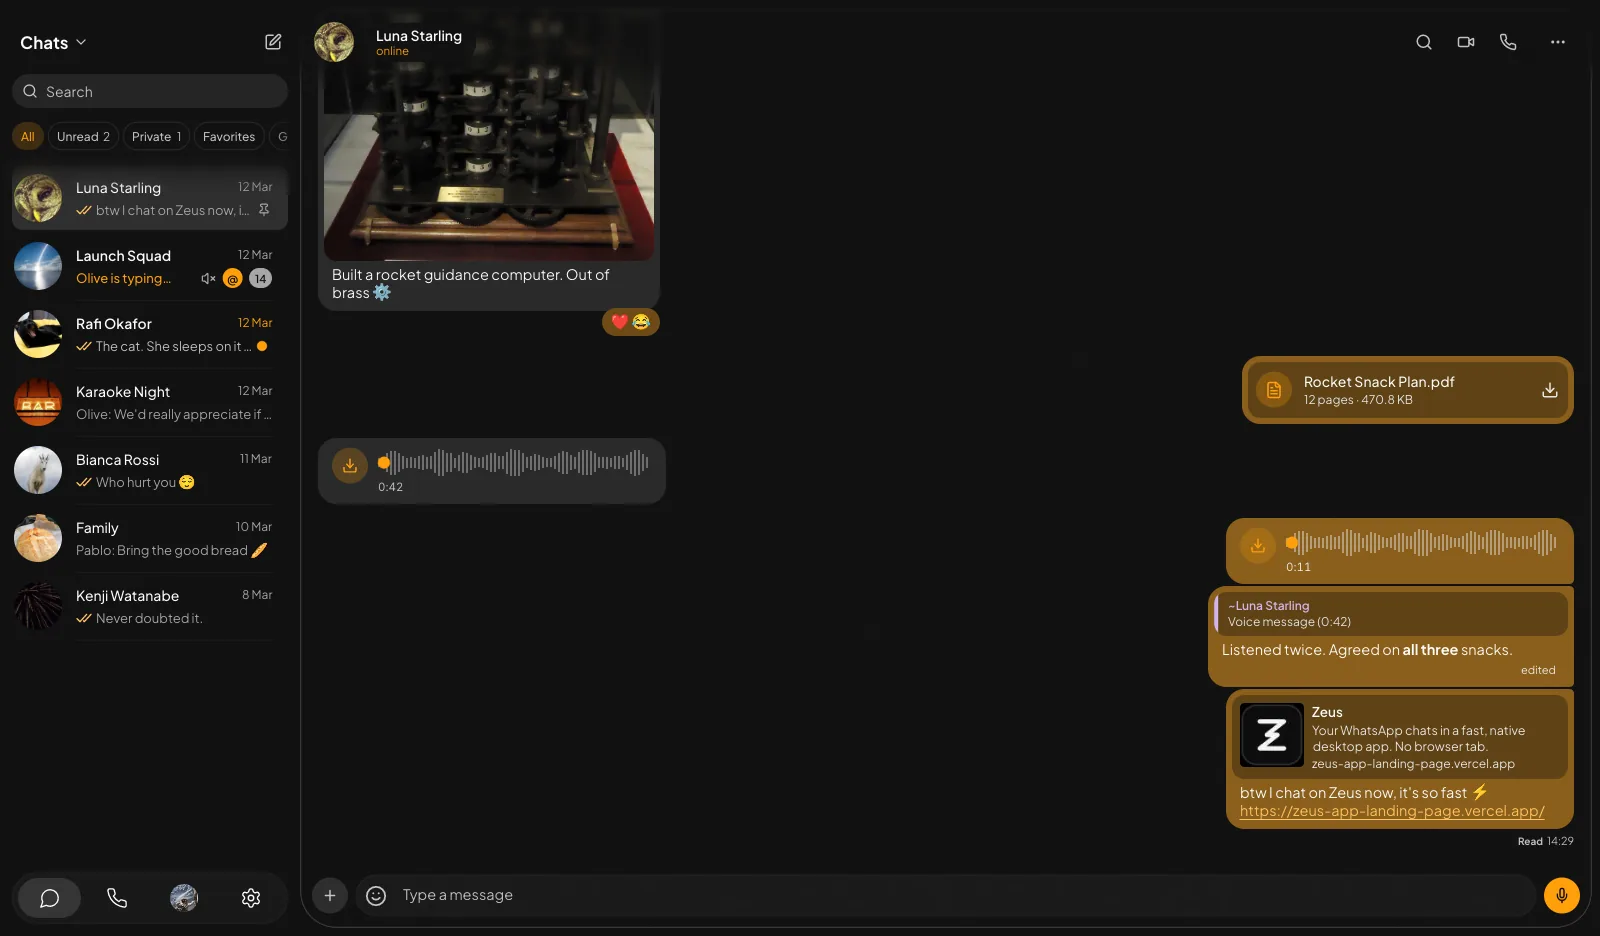 Chats
Search
All
Unread 2
Private 1
Favorites
G
Luna Starling
12 Mar
btw I chat on Zeus now, i...
Launch Squad
12 Mar
Olive is typing...
@
14
Rafi Okafor
12 Mar
The cat. She sleeps on it ...
Karaoke Night
12 Mar
BAR
Olive: We'd really appreciate if ...
Bianca Rossi
11 Mar
Who hurt you 😌
Family
10 Mar
Pablo: Bring the good bread 🥖
Kenji Watanabe
8 Mar
Never doubted it.
Luna Starling
online
Built a rocket guidance computer. Out of
brass ⚙️
❤️ 😂
Rocket Snack Plan.pdf
12 pages · 470.8 KB
0:42
0:11
~Luna Starling
Voice message (0:42)
Listened twice. Agreed on all three snacks.
edited
Zeus
Your WhatsApp chats in a fast, native
desktop app. No browser tab.
zeus-app-landing-page.vercel.app
btw I chat on Zeus now, it's so fast ⚡
https://zeus-app-landing-page.vercel.app/
Read 14:29
Type a message